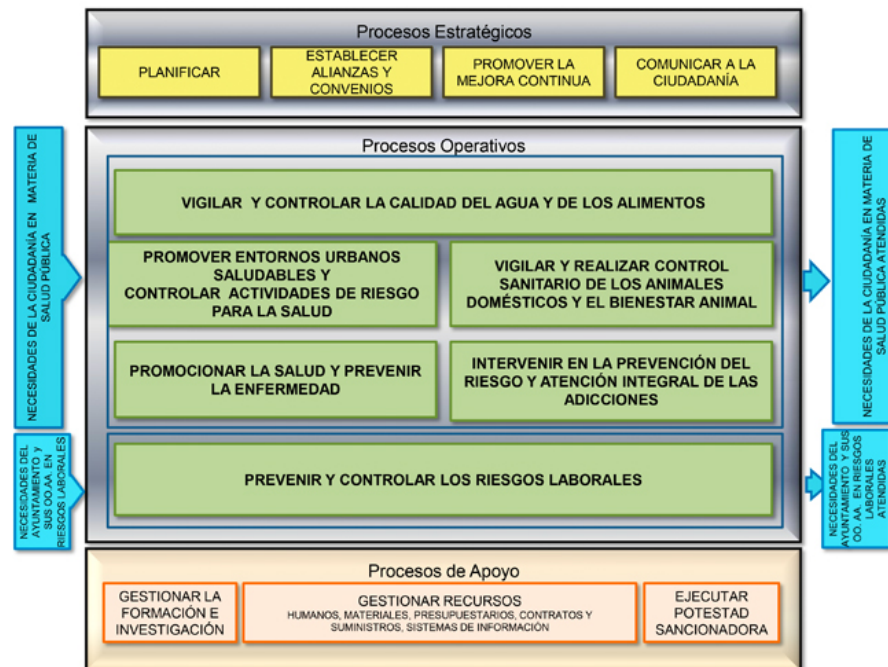 Procesos Estratégicos
PLANIFICAR
ESTABLECER
ALIANZAS Y
CONVENIOS
PROMOVER LA
MEJORA CONTINUA
COMUNICAR A LA
CIUDADANÍA
NECESIDADES DE LA CIUDADANÍA EN MATERIA DE
SALUD PÚBLICA
NECESIDADES DEL
AYUNTAMIENTO y
SUS OO.AA. EN
RIESGOS LABORALES
Procesos Operativos
VIGILAR Y CONTROLAR LA CALIDAD DEL AGUA Y DE LOS ALIMENTOS
PROMOVER ENTORNOS URBANOS
SALUDABLES Y
CONTROLAR ACTIVIDADES DE RIESGO
PARA LA SALUD
VIGILAR Y REALIZAR CONTROL
SANITARIO DE LOS ANIMALES
DOMÉSTICOS Y EL BIENESTAR ANIMAL
PROMOCIONAR LA SALUD Y PREVENIR
LA ENFERMEDAD
INTERVENIR EN LA PREVENCIÓN DEL
RIESGO Y ATENCIÓN INTEGRAL DE LAS
ADICCIONES
PREVENIR Y CONTROLAR LOS RIESGOS LABORALES
NECESIDADES DE LA CIUDADANÍA EN MATERIA DE
SALUD PÚBLICA ATENDIDAS
NECESIDADES DEL
AYUNTAMIENTO Y SUS
OO. AA. EN RIESGOS
LABORALES
ATENDIDAS
Procesos de Apoyo
GESTIONAR LA
FORMACIÓN E
INVESTIGACIÓN
GESTIONAR RECURSOS
HUMANOS, MATERIALES, PRESUPUESTARIOS, CONTRATOS Y
SUMINISTROS, SISTEMAS DE INFORMACIÓN
EJECUTAR
POTESTAD
SANCIONADORA